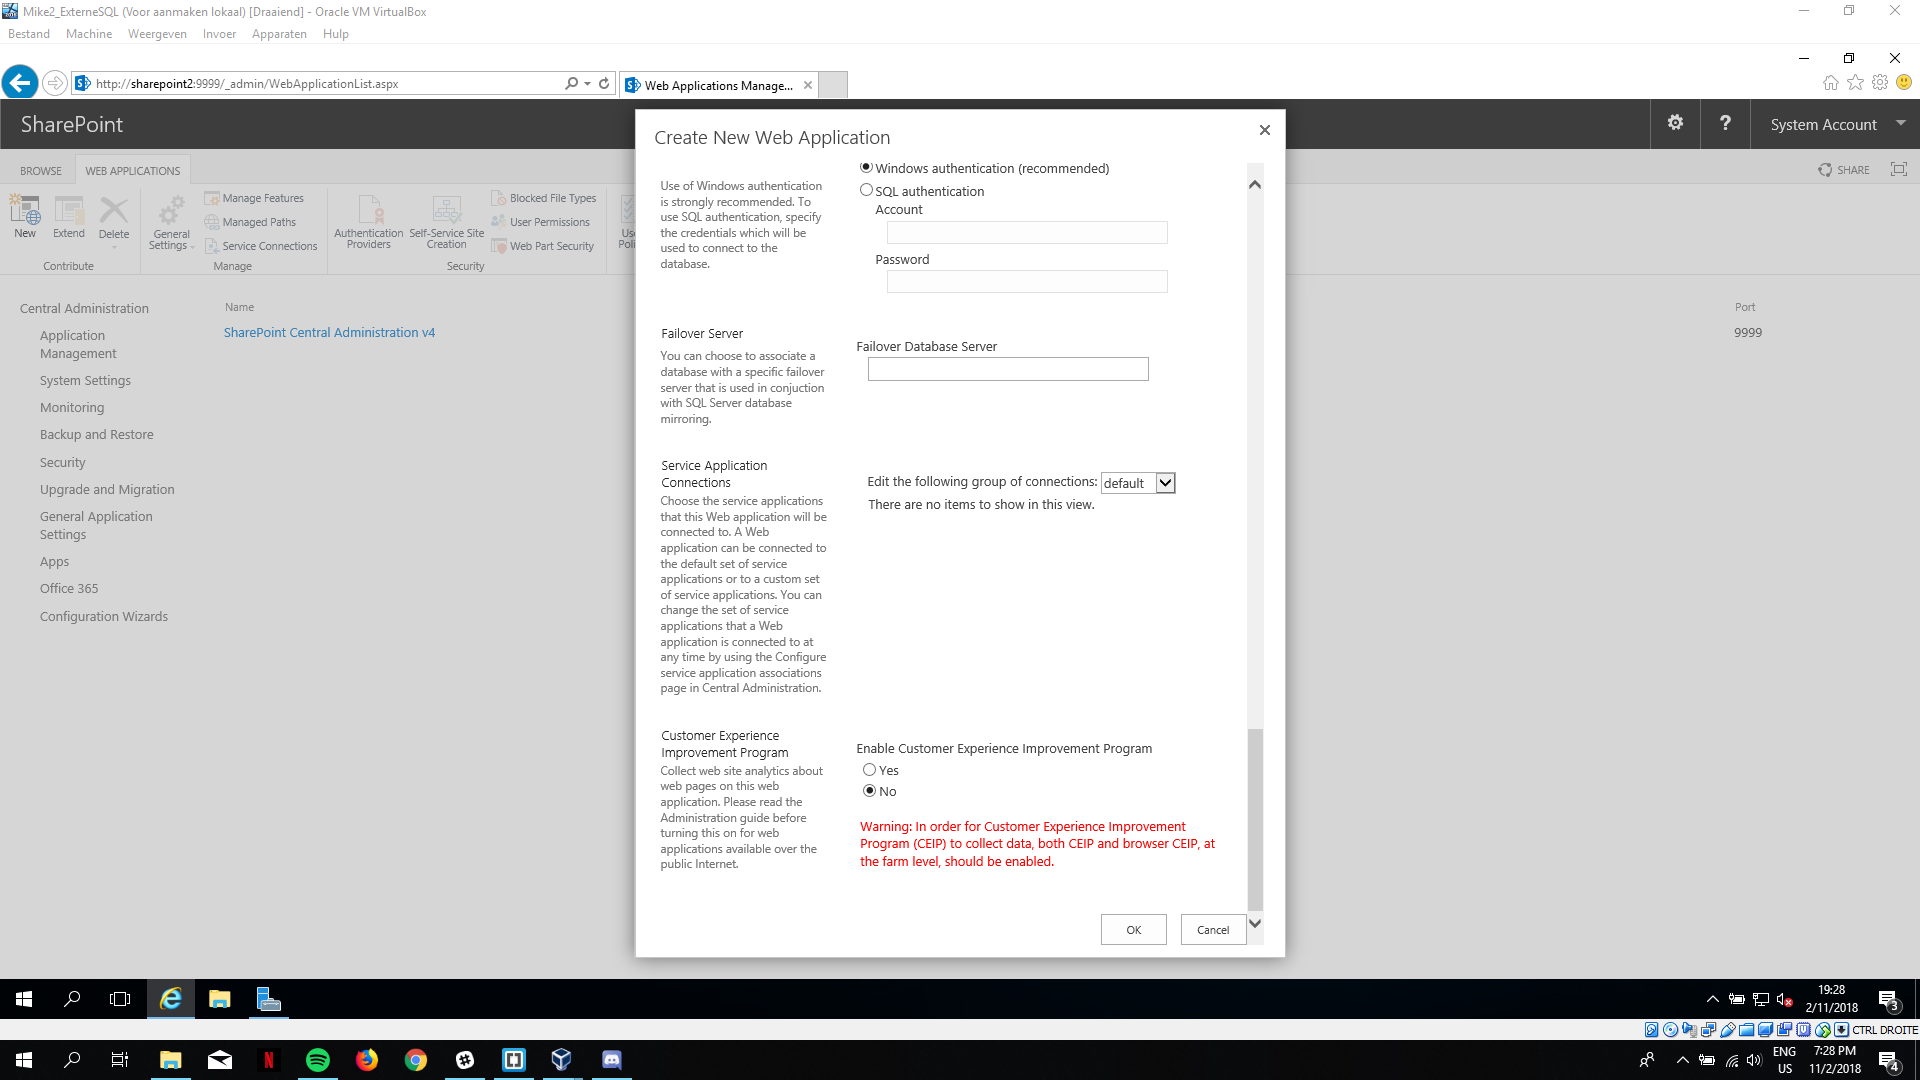 Mike2_ExterneSQL (Voor aanmaken lokaal) [Draaiend] - Oracle VM VirtualBox
Bestand Machine Weergeven Invoer Apparaten Hulp
http://sharepoint2:9999/_admin/WebApplicationList.aspx
Web Applications Manage...
SharePoint
System Account
BROWSE WEB APPLICATIONS
SHARE
New
Extend
Delete
Contribute
General Settings
Manage Features
Managed Paths
Service Connections
Manage
Authentication Providers
Self-Service Site Creation
Blocked File Types
User Permissions
Web Part Security
Security
Central Administration
Application Management
System Settings
Monitoring
Backup and Restore
Security
Upgrade and Migration
General Application Settings
Apps
Office 365
Configuration Wizards
Name
SharePoint Central Administration v4
Port
9999
Create New Web Application
Use of Windows authentication
is strongly recommended. To
use SQL authentication, specify
the credentials which will be
used to connect to the
database.
Windows authentication (recommended)
SQL authentication
Account
Password
Failover Server
You can choose to associate a
database with a specific failover
server that is used in conjuction
with SQL Server database
mirroring.
Failover Database Server
Service Application
Connections
Choose the service applications
that this Web application will be
connected to. A Web
application can be connected to
the default set of service
applications or to a custom set
of service applications. You can
change the set of service
applications that a Web
application is connected to at
any time by using the Configure
service application associations
page in Central Administration.
Edit the following group of connections: default
There are no items to show in this view.
Customer Experience
Improvement Program
Collect web site analytics about
web pages on this web
application. Please read the
Administration guide before
turning this on for web
applications available over the
public Internet.
Enable Customer Experience Improvement Program
Yes
No
Warning: In order for Customer Experience Improvement
Program (CEIP) to collect data, both CEIP and browser CEIP, at
the farm level, should be enabled.
OK Cancel
19:28
2/11/2018
3
CTRL DROITE
ENG
US
7:28 PM
11/2/2018
4